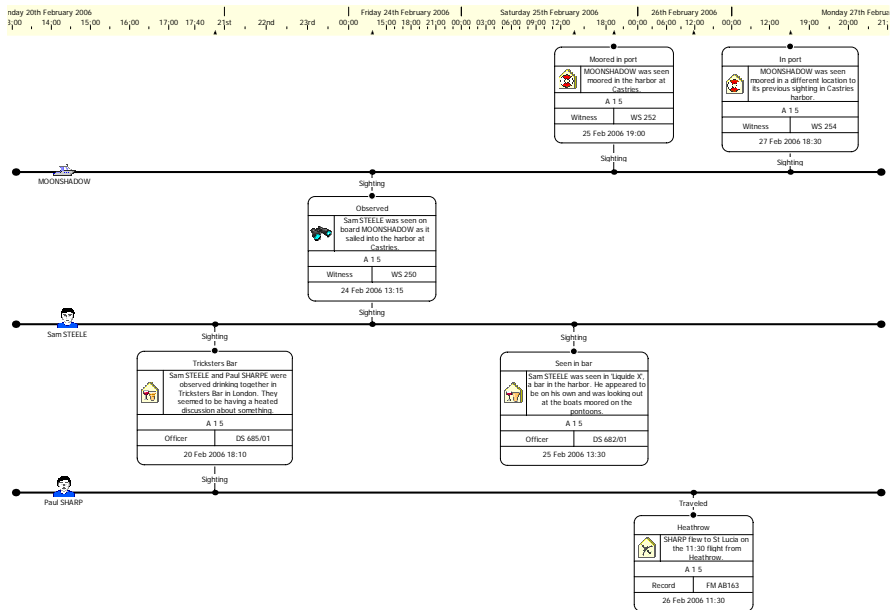 nday 20th February 2006
Friday 24th February 2006
Saturday 25th February 2006
26th February 2006
Monday 27th Februa
3:00 14:00 15:00 16:00 17:00 17:40 21st 22nd 23rd 00:00 15:00 18:00 21:00 00:00 03:00 06:00 09:00 12:00 18:00 00:00 12:00 00:00 12:00 19:00 20:00 21:
Moored in port
MOONSHADOW was seen
moored in the harbor at
Castries.
A 1 5
Witness WS 252
25 Feb 2006 19:00
Sighting
In port
MOONSHADOW was seen
moored in a different location to
its previous sighting in Castries
harbor.
A 1 5
Witness WS 254
27 Feb 2006 18:30
Sighting
MOONSHADOW
Sighting
Observed
Sam STEELE was seen on
board MOONSHADOW as it
sailed into the harbor at
Castries.
A 1 5
Witness WS 250
24 Feb 2006 13:15
Sighting
Sam STEELE
Sighting
Tricksters Bar
Sam STEELE and Paul SHARPE were
observed drinking together in
Tricksters Bar in London. They
seemed to be having a heated
discussion about something.
A 1 5
Officer DS 685/01
20 Feb 2006 18:10
Sighting
Sighting
Seen in bar
Sam STEELE was seen in 'Liquide X',
a bar in the harbor. He appeared to
be on his own and was looking out
at the boats moored on the
pontoons.
A 1 5
Officer DS 682/01
25 Feb 2006 13:30
Paul SHARP
Traveled
Heathrow
SHARP flew to St Lucia on
the 11:30 flight from
Heathrow.
A 1 5
Record FM AB163
26 Feb 2006 11:30